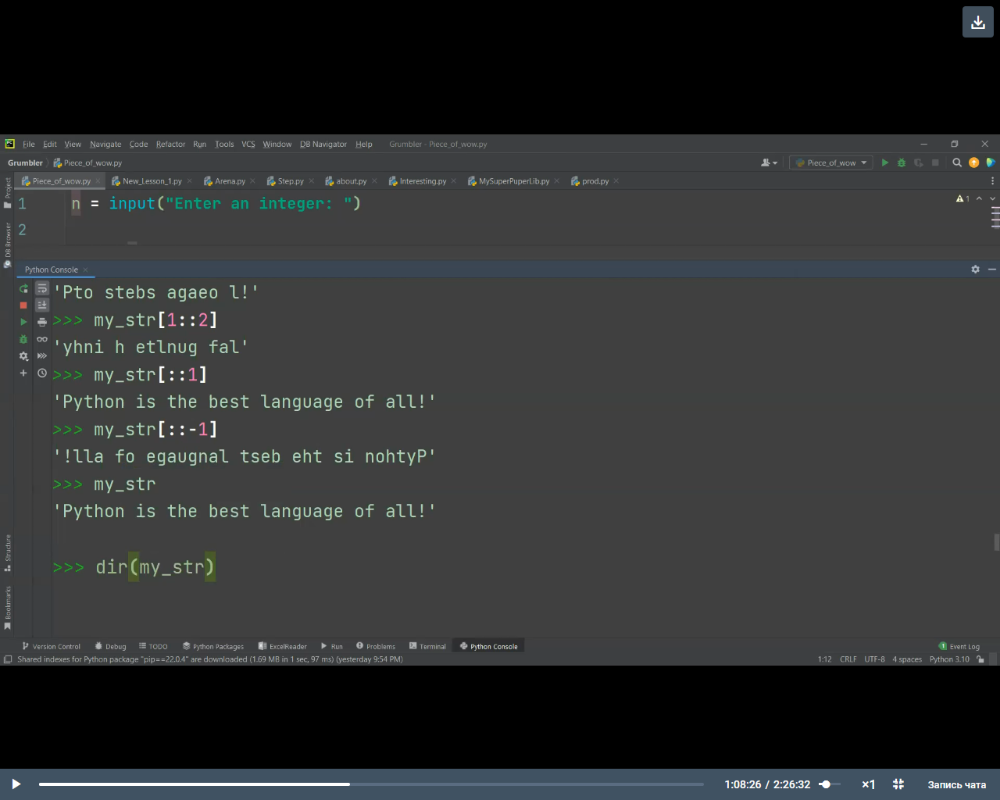 File Edit View Navigate Code Refactor Run Tools VCS Window DB Navigator Help Grumbler - Piece_of_wow.py
Grumbler Piece_of_wow.py Piece_of_wow
Piece_of_wow.py New_Lesson_1.py Arena.py Step.py about.py Interesting.py MySuperPuperLib.py prod.py
Project
DB Browser
1 n = input("Enter an integer: ")
1
2
Python Console
'Pto stebs agaeo l!'
>>> my_str[1::2]
'yhni h etlnug fal'
>>> my_str[::1]
'Python is the best language of all!'
>>> my_str[::-1]
'!lla fo egaugnal tseb eht si nohtyP'
>>> my_str
'Python is the best language of all!'
>>> dir(my_str)
Structure
Bookmarks
Version Control Debug TODO Python Packages ExcelReader Run Problems Terminal Python Console 1 Event Log
Shared indexes for Python package "pip==22.0.4" are downloaded (1.69 MB in 1 sec, 97 ms) (yesterday 9:54 PM) 1:12 CRLF UTF-8 4 spaces Python 3.10
1:08:26 / 2:26:32 ×1 Запись чата